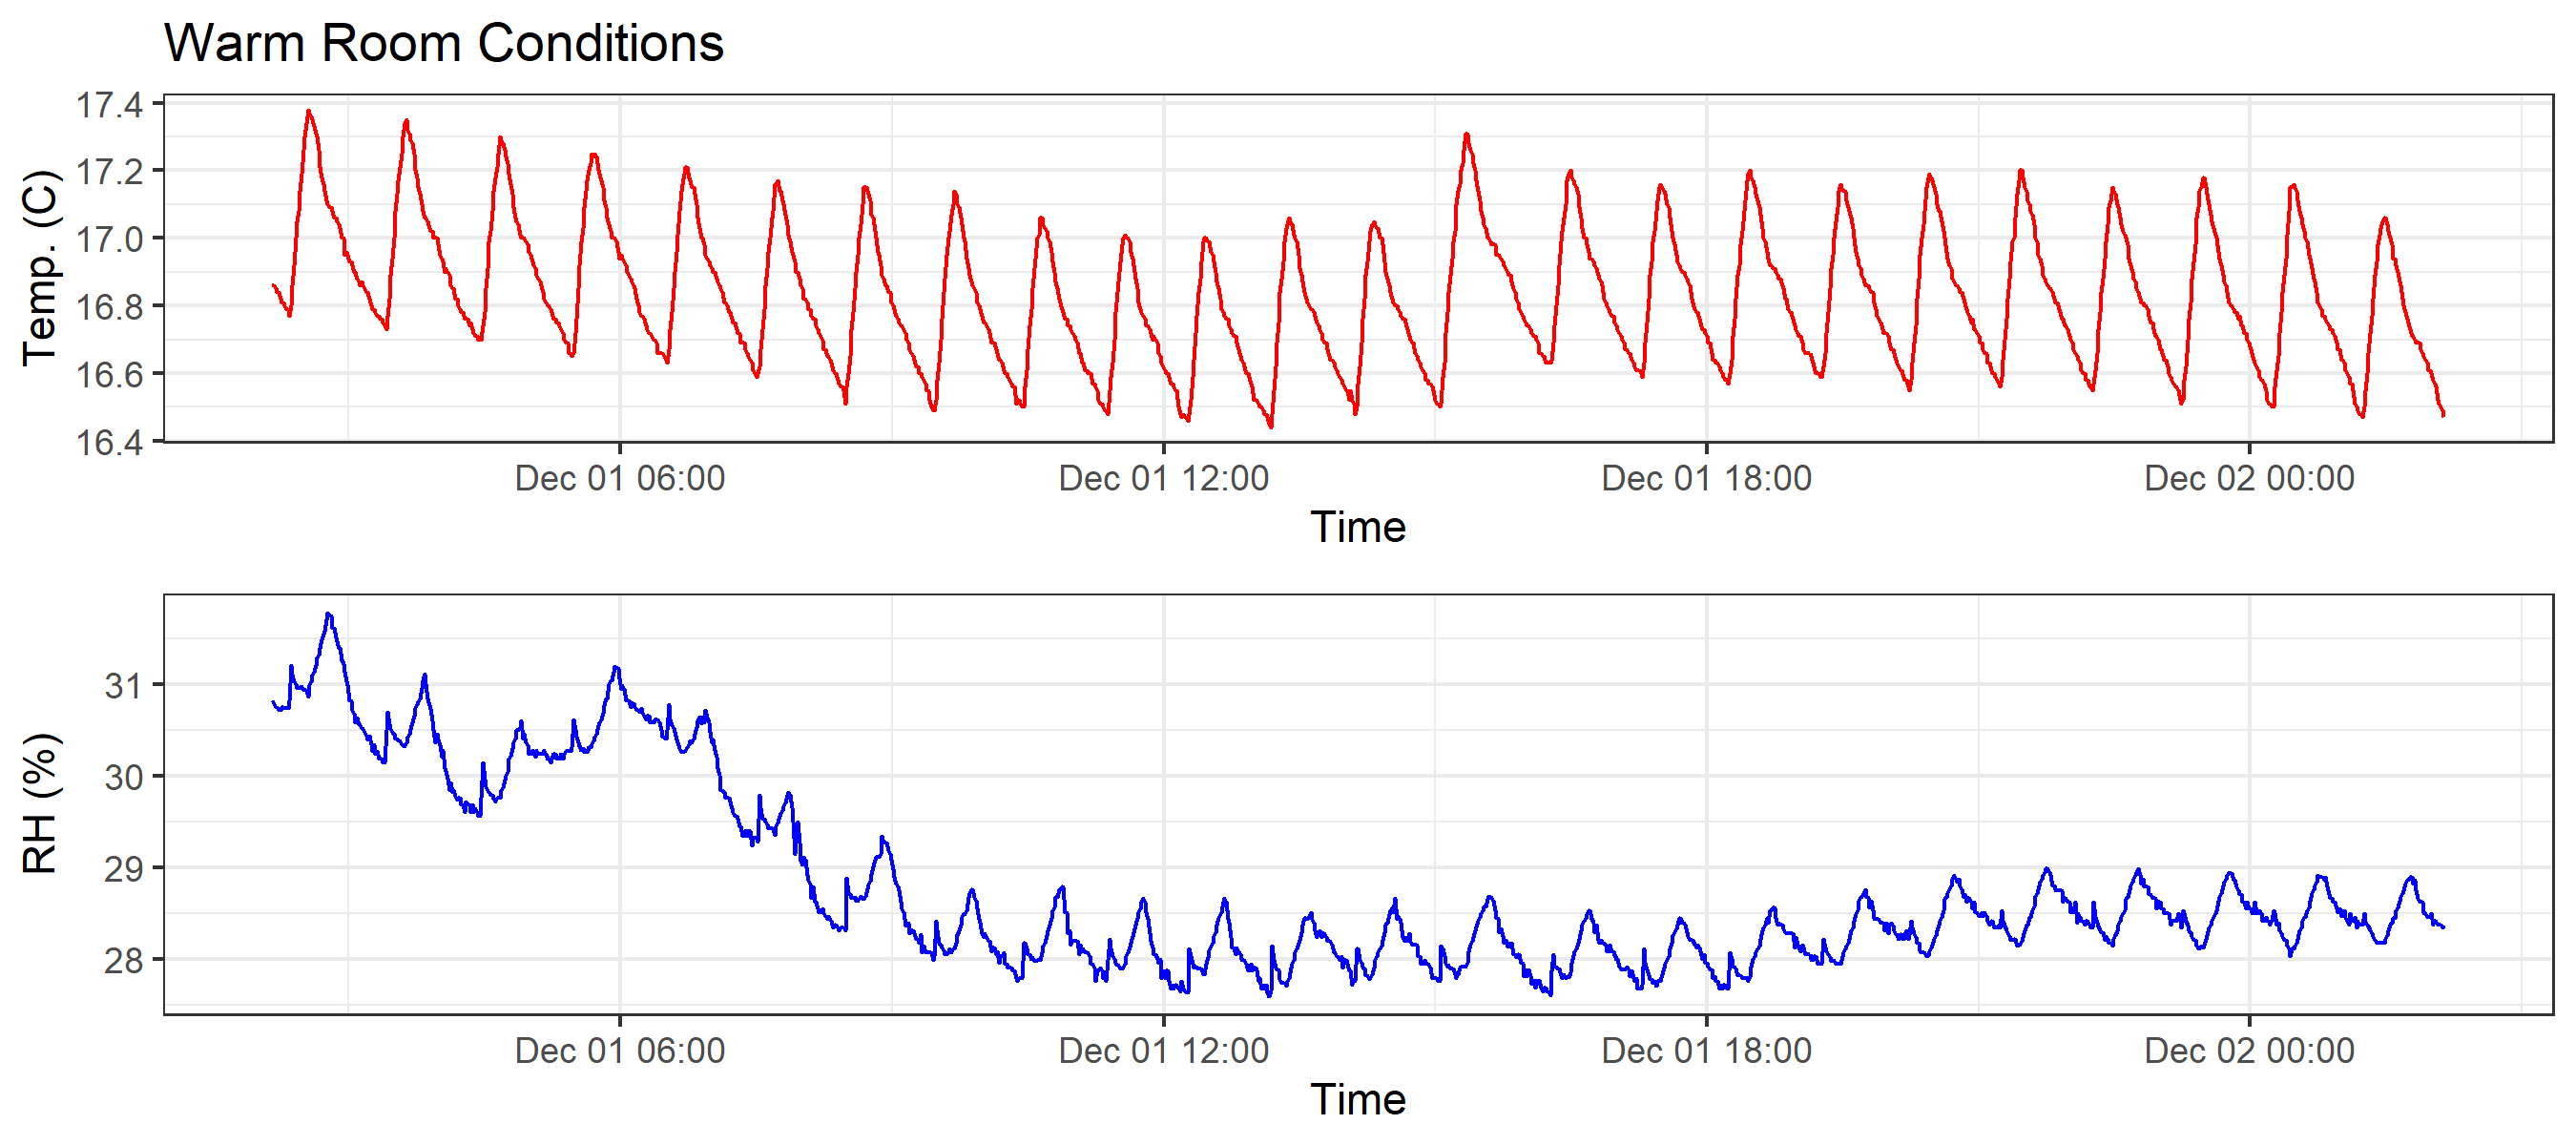 Warm Room Conditions
17.4
17.2
17.0
16.8
16.6
16.4
Temp. (C)
Dec 01 06:00 Dec 01 12:00 Dec 01 18:00 Dec 02 00:00
Time
31
30
29
28
RH (%)
Dec 01 06:00 Dec 01 12:00 Dec 01 18:00 Dec 02 00:00
Time